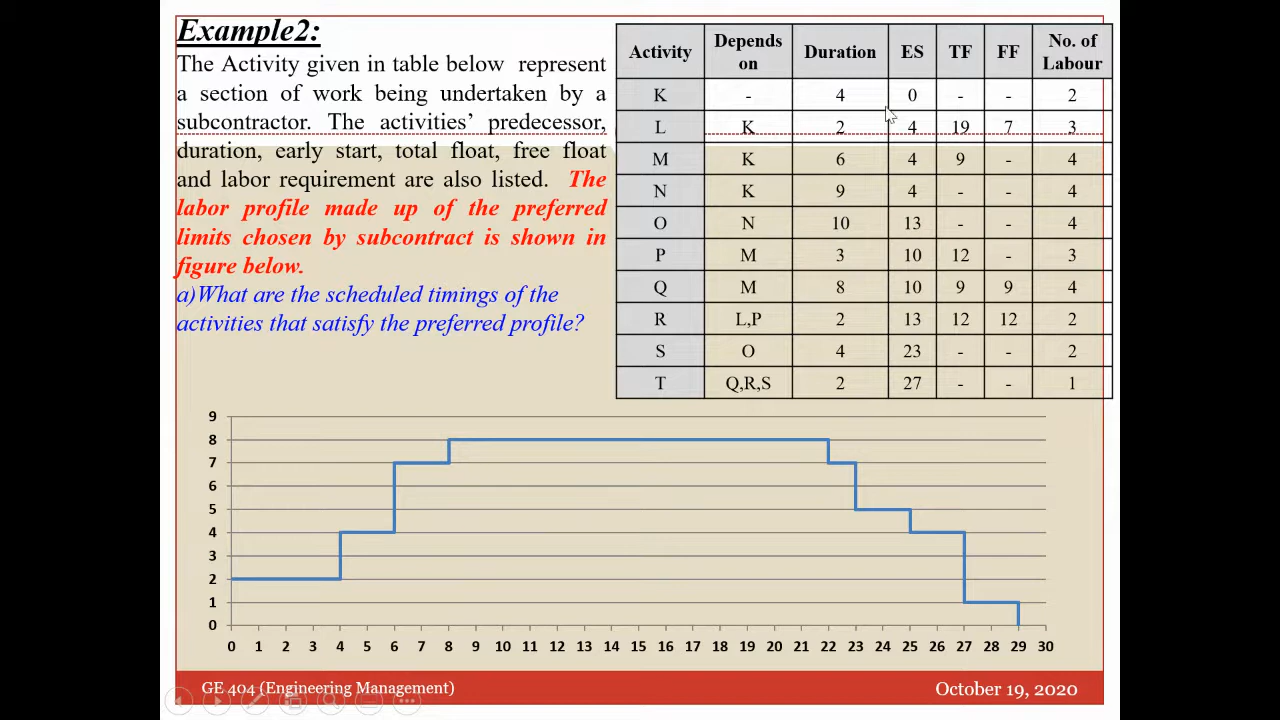 Example2:
The Activity given in table below represent
a section of work being undertaken by a
subcontractor. The activities' predecessor,
duration, early start, total float, free float
and labor requirement are also listed. The
labor profile made up of the preferred
limits chosen by subcontract is shown in
figure below.
a)What are the scheduled timings of the
activities that satisfy the preferred profile?
Activity Depends on Duration ES TF FF No. of Labour
K - 4 0 - - 2
L K 2 4 19 7 3
M K 6 4 9 - 4
N K 9 4 - - 4
O N 10 13 - - 4
P M 3 10 12 - 3
Q M 8 10 9 9 4
R L,P 2 13 12 12 2
S O 4 23 - - 2
T Q,R,S 2 27 - - 1
9
8
7
6
5
4
3
2
1
0
0 1 2 3 4 5 6 7 8 9 10 11 12 13 14 15 16 17 18 19 20 21 22 23 24 25 26 27 28 29 30
GE 404 (Engineering Management)
October 19, 2020